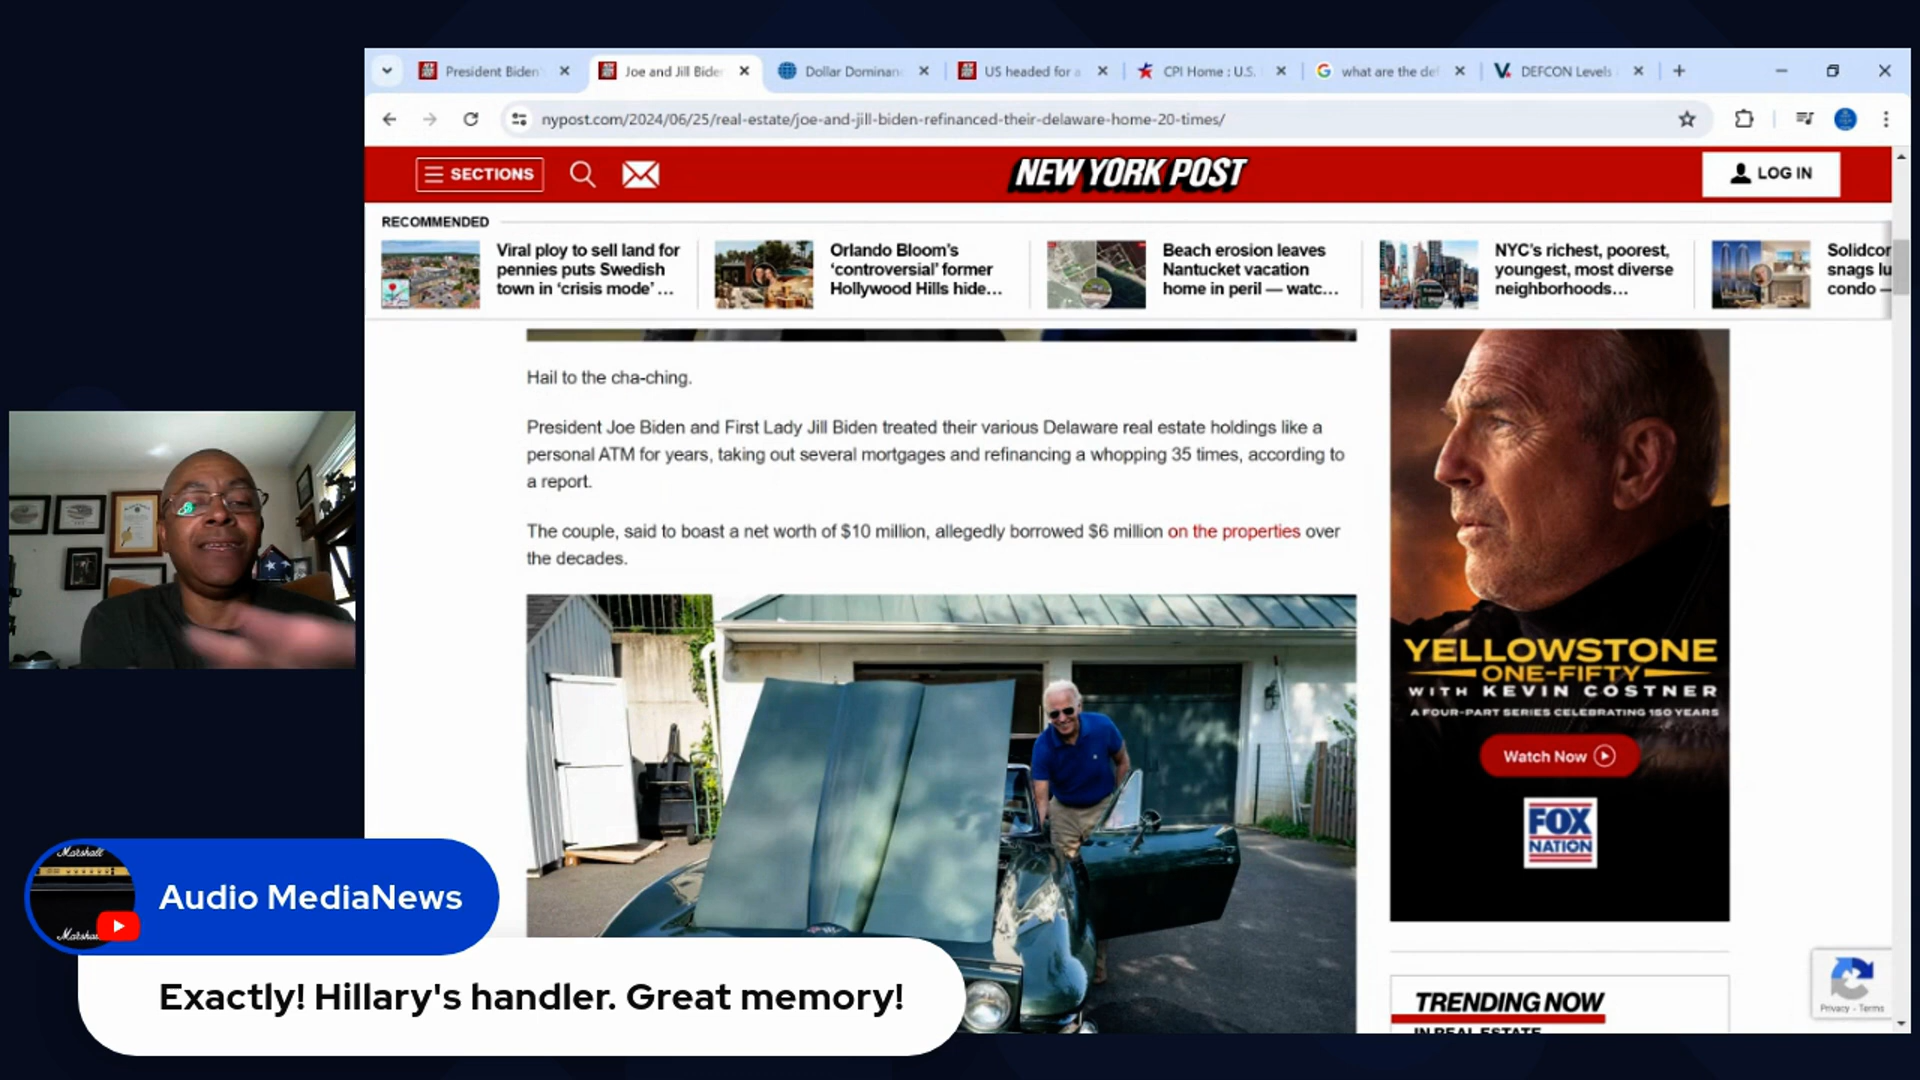 President Biden
Joe and Jill Bide
Dollar Dominan
US headed for a
CPI Home : U.S.
what are the def
DEFCON Levels
nypost.com/2024/06/25/real-estate/joe-and-jill-biden-refinanced-their-delaware-home-20-times/
SECTIONS
NEW YORK POST
LOG IN
RECOMMENDED
Viral ploy to sell land for
pennies puts Swedish
town in ‘crisis mode’ ...
Orlando Bloom’s
‘controversial’ former
Hollywood Hills hide...
Beach erosion leaves
Nantucket vacation
home in peril — watc...
NYC’s richest, poorest,
youngest, most diverse
neighborhoods...
Solidcor
snags lu
condo —
Hail to the cha-ching.
President Joe Biden and First Lady Jill Biden treated their various Delaware real estate holdings like a
personal ATM for years, taking out several mortgages and refinancing a whopping 35 times, according to
a report.
The couple, said to boast a net worth of $10 million, allegedly borrowed $6 million on the properties over
the decades.
YELLOWSTONE
ONE-FIFTY
WITH KEVIN COSTNER
A FOUR-PART SERIES CELEBRATING 150 YEARS
Watch Now
FOX
NATION
TRENDING NOW
IN REAL ESTATE
Privacy - Terms
Marshall
Audio MediaNews
Exactly! Hillary's handler. Great memory!